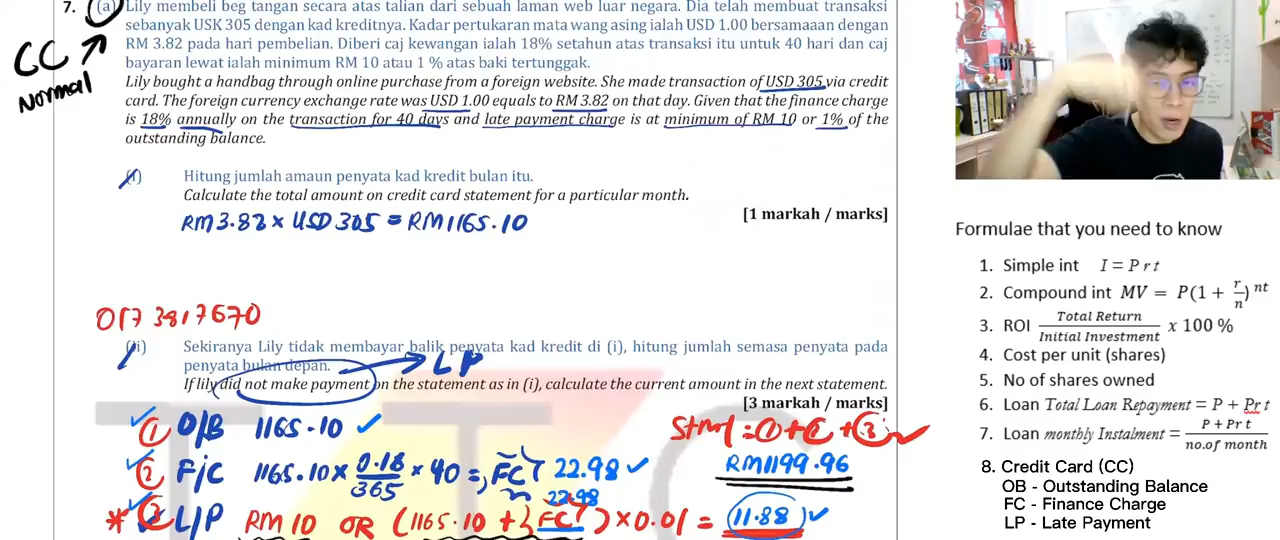 7. (a) Lily membeli beg tangan secara atas talian dari sebuah laman web luar negara. Dia telah membuat transaksi
sebanyak USK 305 dengan kad kreditnya. Kadar pertukaran mata wang asing ialah USD 1.00 bersamaaan dengan
RM 3.82 pada hari pembelian. Diberi caj kewangan ialah 18% setahun atas transaksi itu untuk 40 hari dan caj
bayaran lewat ialah minimum RM 10 atau 1 % atas baki tertunggak.
CC
Normal
Lily bought a handbag through online purchase from a foreign website. She made transaction of USD 305 via credit
card. The foreign currency exchange rate was USD 1.00 equals to RM 3.82 on that day. Given that the finance charge
is 18% annually on the transaction for 40 days and late payment charge is at minimum of RM 10 or 1% of the
outstanding balance.
(i) Hitung jumlah amaun penyata kad kredit bulan itu.
Calculate the total amount on credit card statement for a particular month.
[1 markah / marks]
RM 3.82 x USD 305 = RM1165.10
017 3817670
(ii) Sekiranya Lily tidak membayar balik penyata kad kredit di (i), hitung jumlah semasa penyata pada
penyata bulan depan.
LP
If lily did not make payment on the statement as in (i), calculate the current amount in the next statement.
[3 markah / marks]
1 O/B 1165.10
Stmt = 1 + 2 + 3
2 F/C 1165.10 x 0.18/365 x 40 = FC 22.98
RM1199.96
22.98
* 3 L/P RM 10 OR (1165.10 + FC) x 0.01 = 11.88
Formulae that you need to know
1. Simple int I = P r t
2. Compound int MV = P(1 + r/n)^nt
3. ROI Total Return/Initial Investment x 100 %
4. Cost per unit (shares)
5. No of shares owned
6. Loan Total Loan Repayment = P + Pr t
7. Loan monthly Instalment = P + Pr t/no.of month
8. Credit Card (CC)
OB - Outstanding Balance
FC - Finance Charge
LP - Late Payment